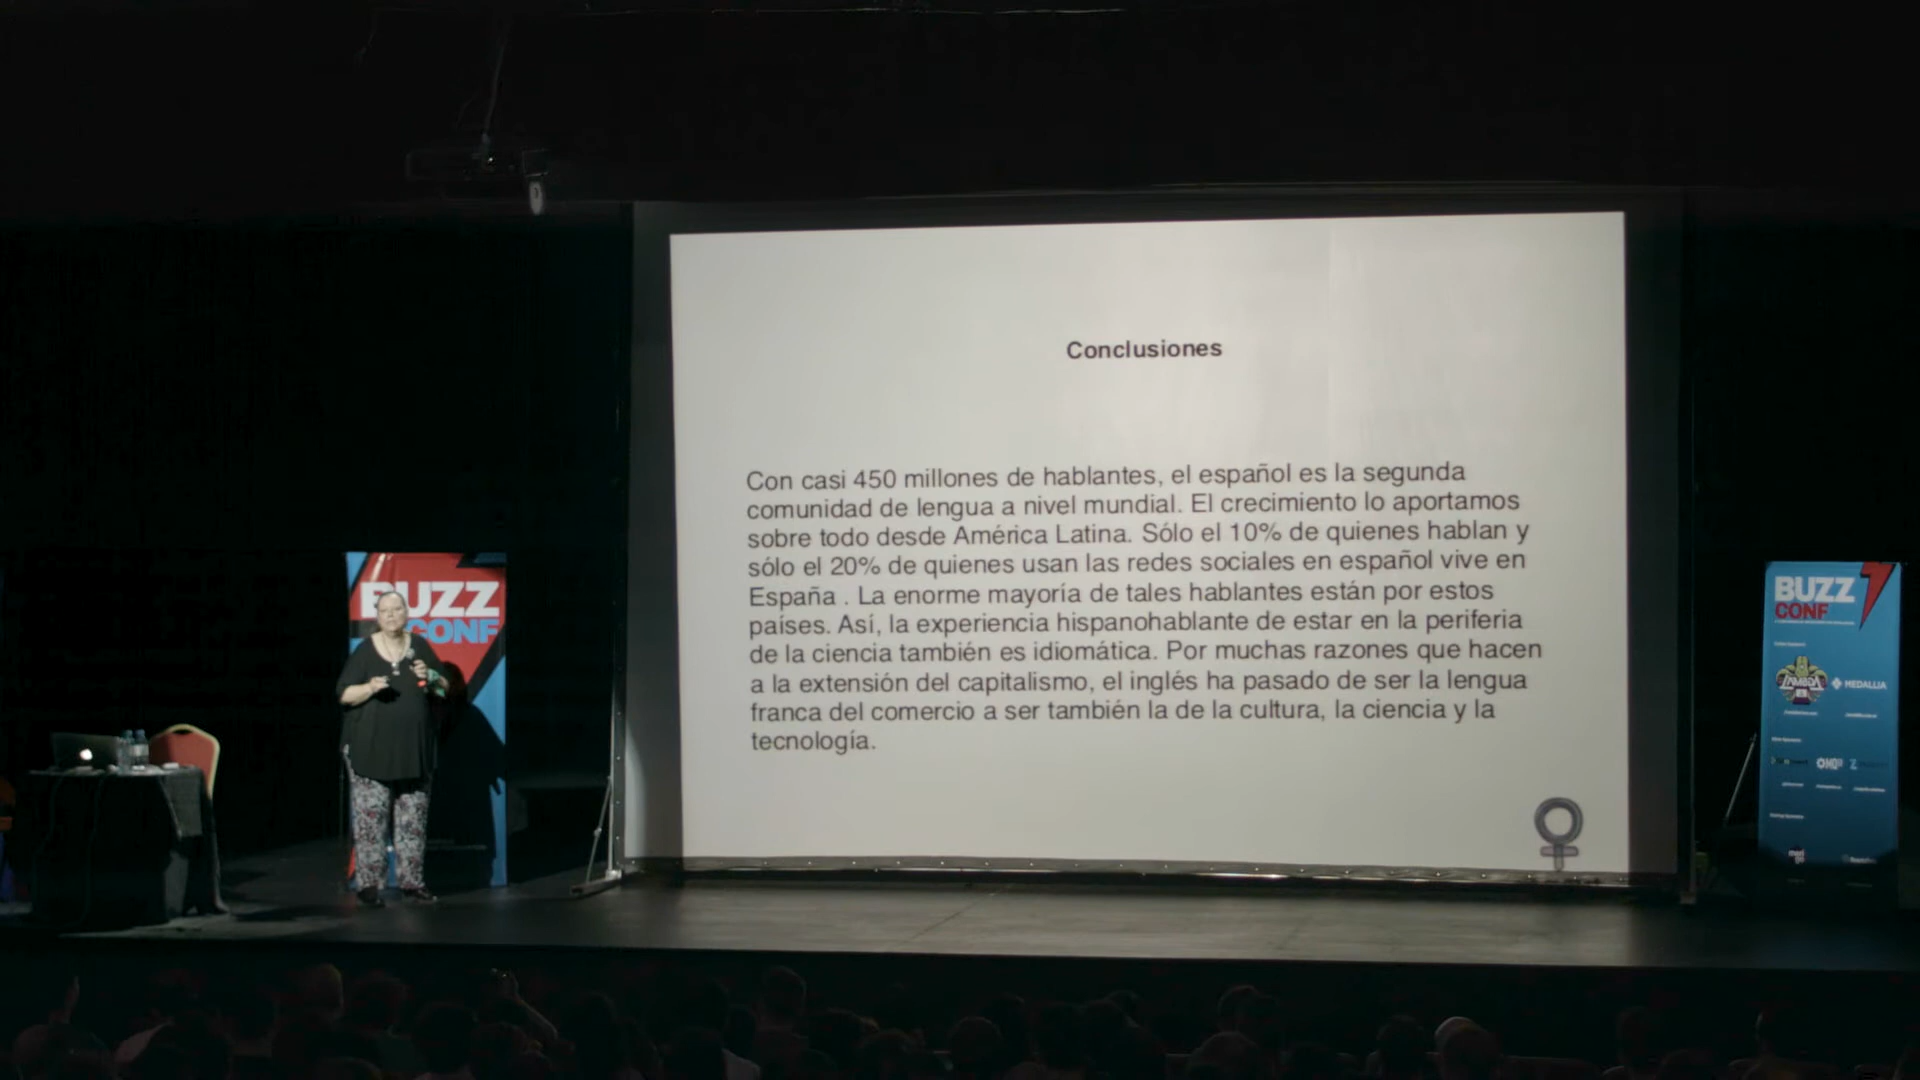 Conclusiones
Con casi 450 millones de hablantes, el español es la segunda
comunidad de lengua a nivel mundial. El crecimiento lo aportamos
sobre todo desde América Latina. Sólo el 10% de quienes hablan y
sólo el 20% de quienes usan las redes sociales en español vive en
España . La enorme mayoría de tales hablantes están por estos
países. Así, la experiencia hispanohablante de estar en la periferia
de la ciencia también es idiomática. Por muchas razones que hacen
a la extensión del capitalismo, el inglés ha pasado de ser la lengua
franca del comercio a ser también la de la cultura, la ciencia y la
tecnología.
BUZZ
CONF
BUZZ
CONF
LAMBDA
MEDALLIA